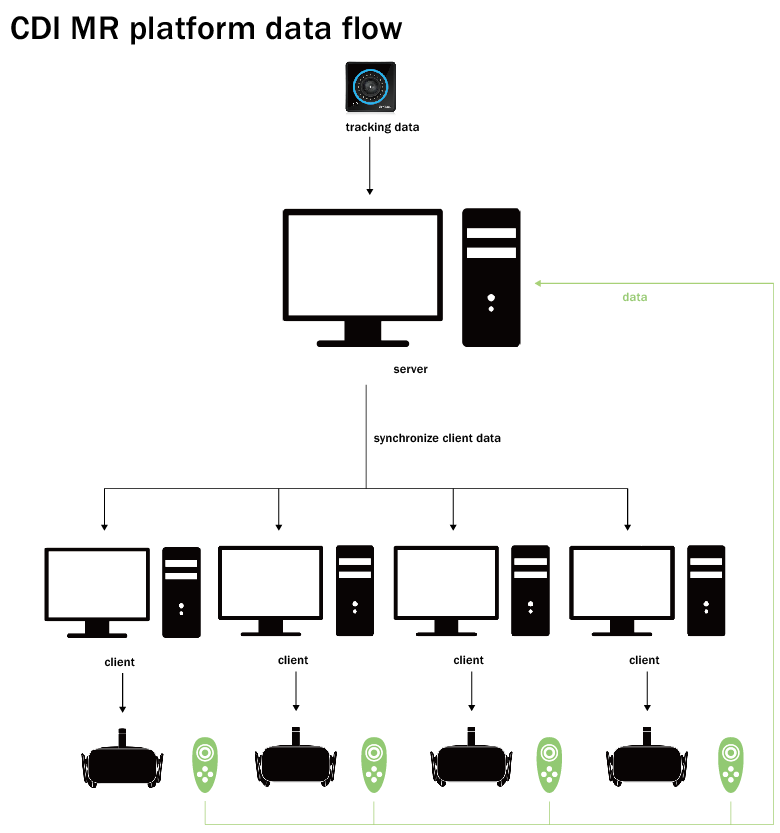 CDI MR platform data flow
tracking data
data
server
synchronize client data
client
client
client
client